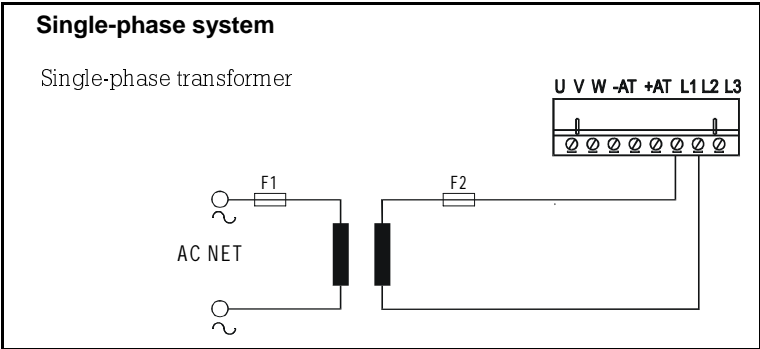 Single-phase system
Single-phase transformer
U V W -AT +AT L1 L2 L3
F1
F2
AC NET